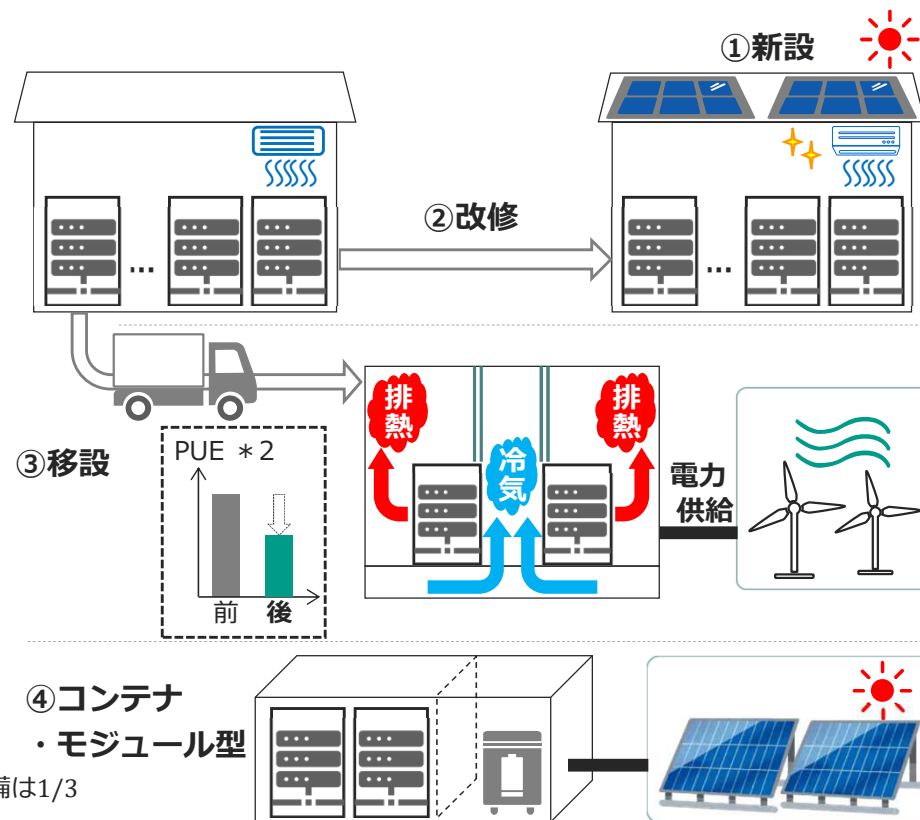 ①新設
②改修
...
...
排熱
排熱
冷気
③移設
PUE ＊2
前
後
電力
供給
④コンテナ
・モジュール型
備は1/3